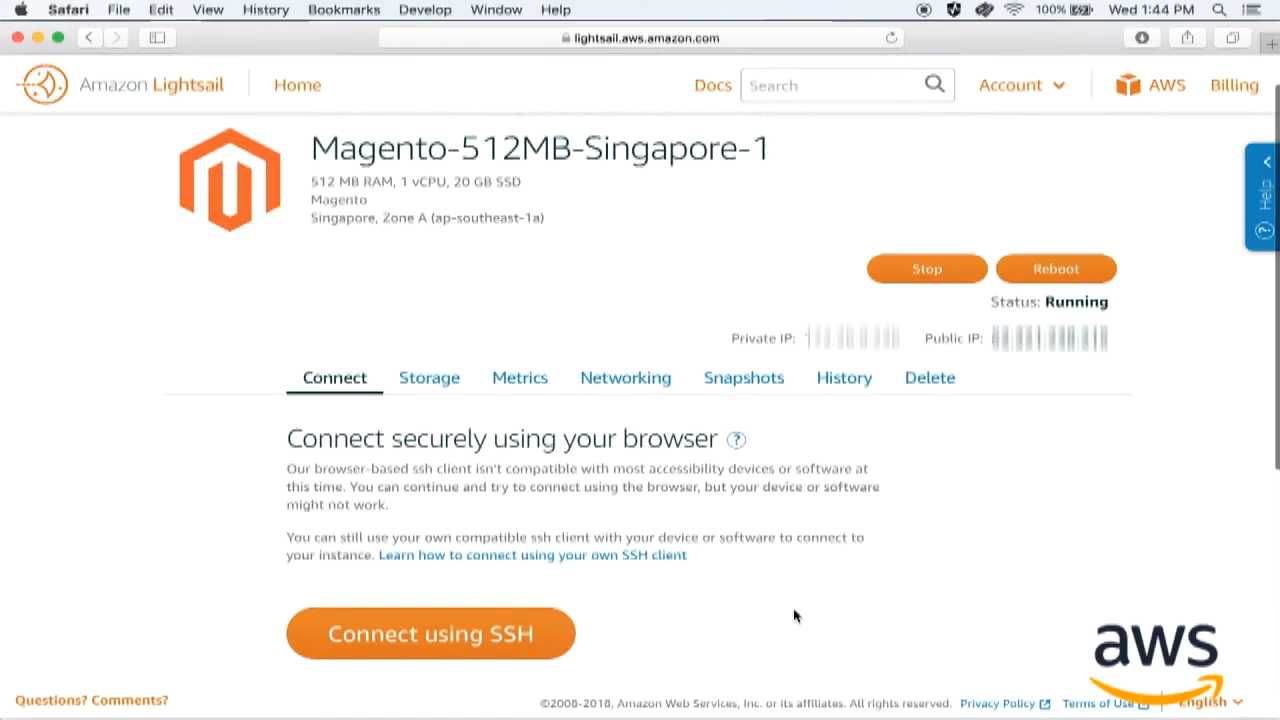 Safari File Edit View History Bookmarks Develop Window Help 100% Wed 1:44 PM
lightsail.aws.amazon.com
Amazon Lightsail Home Docs Search Account AWS Billing
Magento-512MB-Singapore-1
512 MB RAM, 1 vCPU, 20 GB SSD
Magento
Singapore, Zone A (ap-southeast-1a)
Help
Stop Reboot
Status: Running
Private IP: Public IP:
Connect Storage Metrics Networking Snapshots History Delete
Connect securely using your browser ?
Our browser-based ssh client isn't compatible with most accessibility devices or software at
this time. You can continue and try to connect using the browser, but your device or software
might not work.
You can still use your own compatible ssh client with your device or software to connect to
your instance. Learn how to connect using your own SSH client
Connect using SSH
aws
Questions? Comments? ©2008-2018, Amazon Web Services, Inc. or its affiliates. All rights reserved. Privacy Policy Terms of Use English